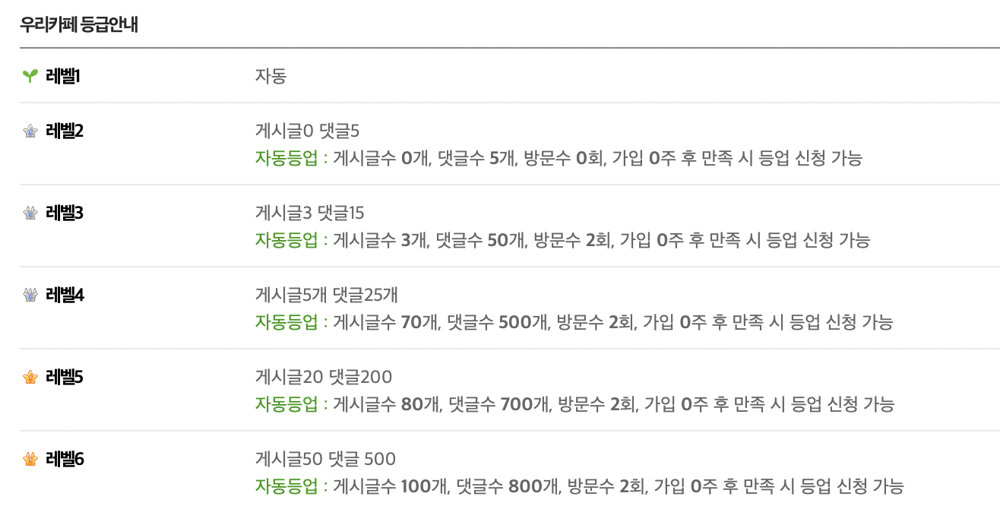 우리카페 등급안내
레벨1 자동
레벨2 게시글0 댓글5
자동등업 : 게시글수 0개, 댓글수 5개, 방문수 0회, 가입 0주 후 만족 시 등업 신청 가능
레벨3 게시글3 댓글15
자동등업 : 게시글수 3개, 댓글수 50개, 방문수 2회, 가입 0주 후 만족 시 등업 신청 가능
레벨4 게시글5개 댓글25개
자동등업 : 게시글수 70개, 댓글수 500개, 방문수 2회, 가입 0주 후 만족 시 등업 신청 가능
레벨5 게시글20 댓글200
자동등업 : 게시글수 80개, 댓글수 700개, 방문수 2회, 가입 0주 후 만족 시 등업 신청 가능
레벨6 게시글50 댓글 500
자동등업 : 게시글수 100개, 댓글수 800개, 방문수 2회, 가입 0주 후 만족 시 등업 신청 가능